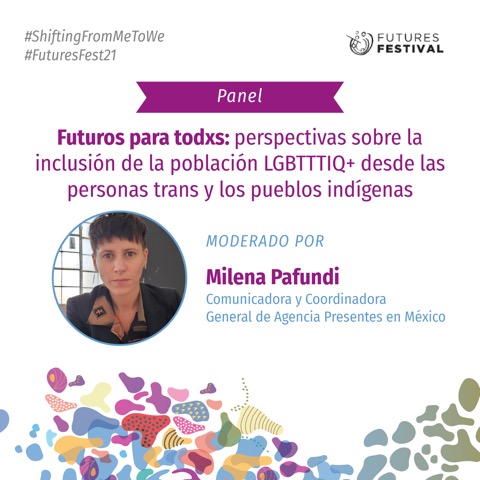 #ShiftingFromMeToWe
#FuturesFest21
FUTURES
FESTIVAL
Panel
Futuros para todxs: perspectivas sobre la
inclusión de la población LGBTTTIQ+ desde las
personas trans y los pueblos indígenas
MODERADO POR
Milena Pafundi
Comunicadora y Coordinadora
General de Agencia Presentes en México